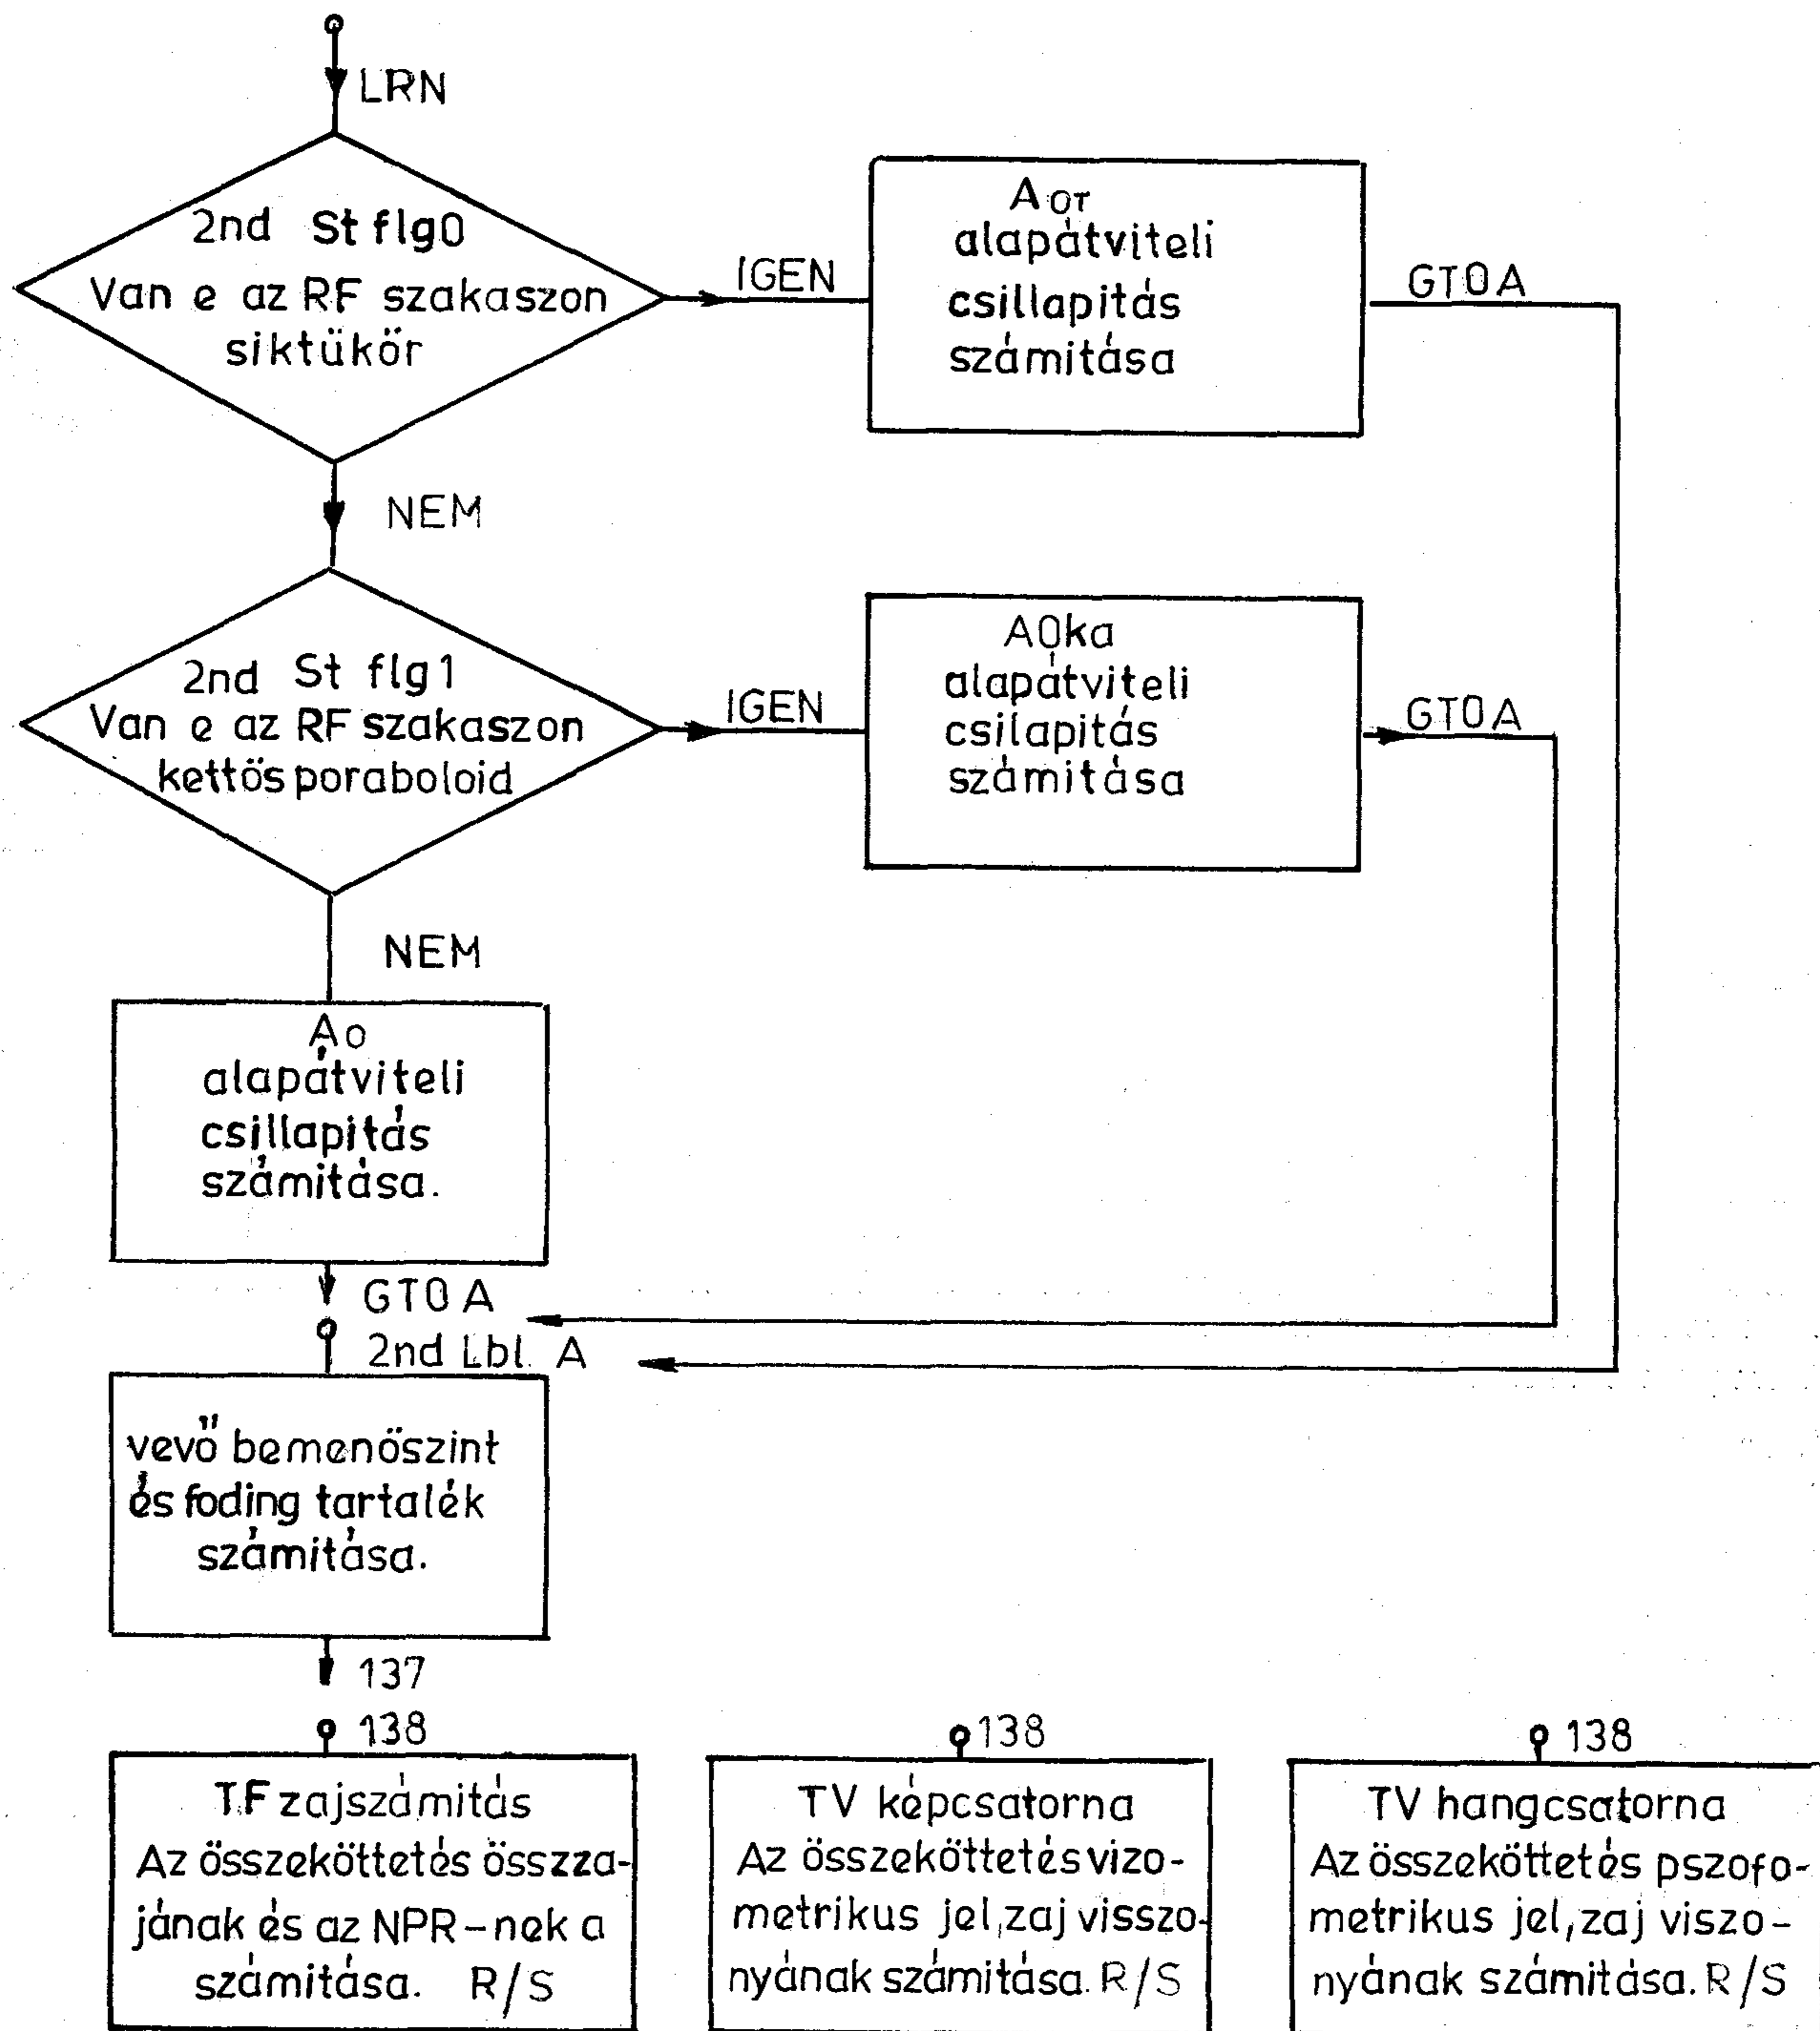 LRN
2nd St flg0
Van e az RF szakaszon
siktükör
IGEN
A0T
alapátviteli
csillapitás
számitása
GTO A
NEM
2nd St flg1
Van e az RF szakaszon
kettös poraboloid
IGEN
A0ka
alapátviteli
csilapitás
számitása
GTO A
NEM
Ao
alapátviteli
csillapitás
számitása.
GTO A
2nd Lbl. A
vevő bemenöszint
és foding tartalék
számitása.
137
138
T.F zajszámitás
Az összeköttetés összza-
jának és az NPR-nek a
számitása. R/S
138
TV képcsatorna
Az összeköttetés vizo-
metrikus jel, zaj visszo-
nyának számitása. R/S
138
TV hangcsatorna
Az összeköttetés pszofo-
metrikus jel, zaj viszo-
nyának számitása. R/S